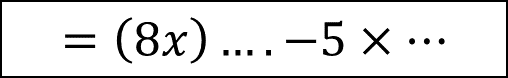 = (8𝑥) … . −5 × ⋯